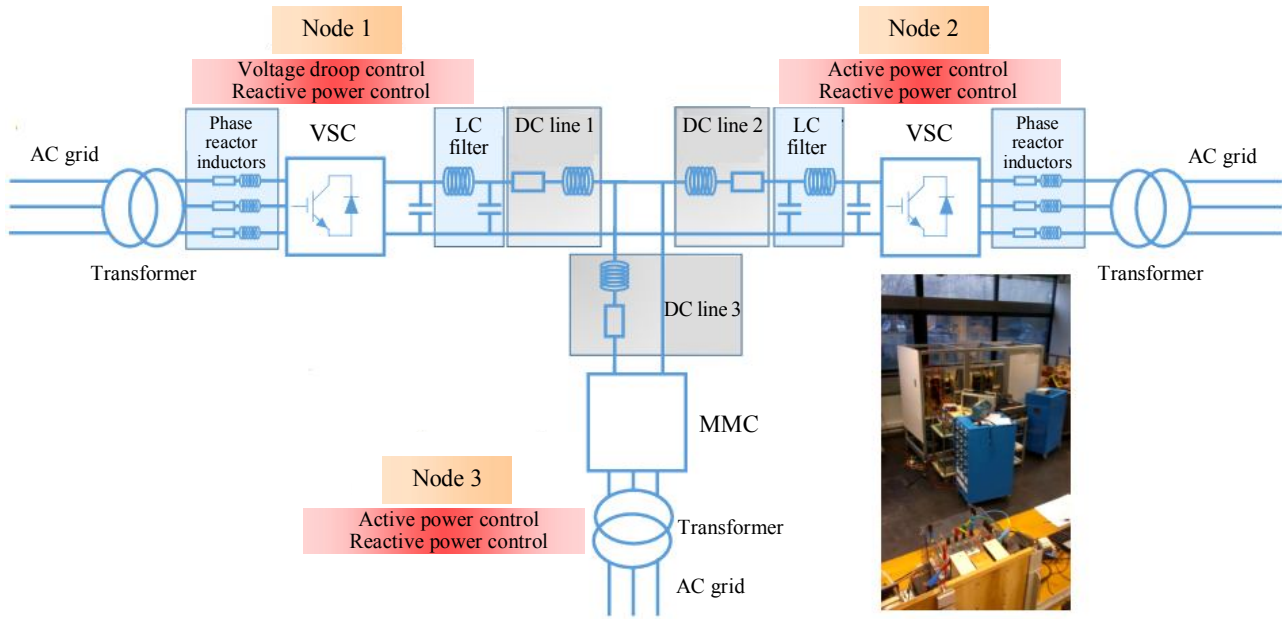 Node 1
Voltage droop control
Reactive power control
Node 2
Active power control
Reactive power control
AC grid
Phase
reactor
inductors
VSC
LC
filter
DC line 1
DC line 2
LC
filter
VSC
Phase
reactor
inductors
AC grid
Transformer
Transformer
DC line 3
MMC
Node 3
Active power control
Reactive power control
Transformer
AC grid